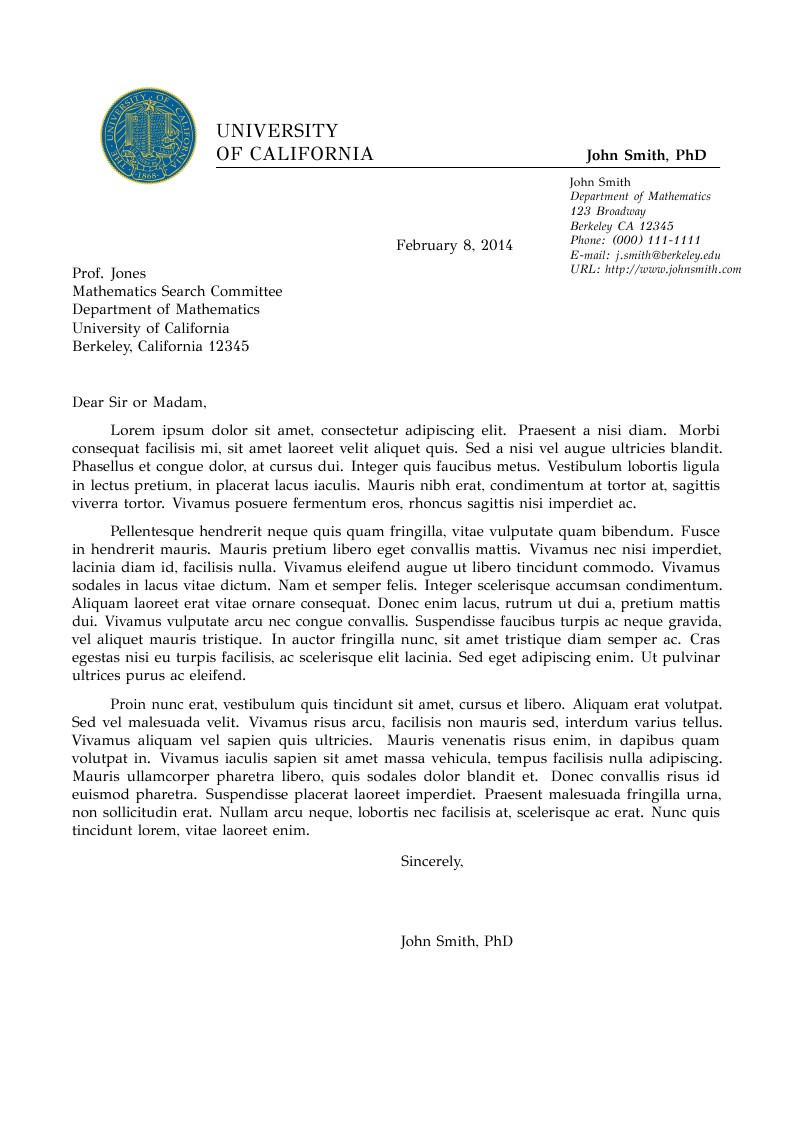 THE UNIVERSITY OF CALIFORNIA
1868
UNIVERSITY
OF CALIFORNIA
John Smith, PhD
John Smith
Department of Mathematics
123 Broadway
Berkeley CA 12345
Phone: (000) 111-1111
E-mail: j.smith@berkeley.edu
URL: http://www.johnsmith.com
February 8, 2014
Prof. Jones
Mathematics Search Committee
Department of Mathematics
University of California
Berkeley, California 12345
Dear Sir or Madam,
Lorem ipsum dolor sit amet, consectetur adipiscing elit. Praesent a nisi diam. Morbi
consequat facilisis mi, sit amet laoreet velit aliquet quis. Sed a nisi vel augue ultricies blandit.
Phasellus et congue dolor, at cursus dui. Integer quis faucibus metus. Vestibulum lobortis ligula
in lectus pretium, in placerat lacus iaculis. Mauris nibh erat, condimentum at tortor at, sagittis
viverra tortor. Vivamus posuere fermentum eros, rhoncus sagittis nisi imperdiet ac.
Pellentesque hendrerit neque quis quam fringilla, vitae vulputate quam bibendum. Fusce
in hendrerit mauris. Mauris pretium libero eget convallis mattis. Vivamus nec nisi imperdiet,
lacinia diam id, facilisis nulla. Vivamus eleifend augue ut libero tincidunt commodo. Vivamus
sodales in lacus vitae dictum. Nam et semper felis. Integer scelerisque accumsan condimentum.
Aliquam laoreet erat vitae ornare consequat. Donec enim lacus, rutrum ut dui a, pretium mattis
dui. Vivamus vulputate arcu nec congue convallis. Suspendisse faucibus turpis ac neque gravida,
vel aliquet mauris tristique. In auctor fringilla nunc, sit amet tristique diam semper ac. Cras
egestas nisi eu turpis facilisis, ac scelerisque elit lacinia. Sed eget adipiscing enim. Ut pulvinar
ultrices purus ac eleifend.
Proin nunc erat, vestibulum quis tincidunt sit amet, cursus et libero. Aliquam erat volutpat.
Sed vel malesuada velit. Vivamus risus arcu, facilisis non mauris sed, interdum varius tellus.
Vivamus aliquam vel sapien quis ultricies. Mauris venenatis risus enim, in dapibus quam
volutpat in. Vivamus iaculis sapien sit amet massa vehicula, tempus facilisis nulla adipiscing.
Mauris ullamcorper pharetra libero, quis sodales dolor blandit et. Donec convallis risus id
euismod pharetra. Suspendisse placerat laoreet imperdiet. Praesent malesuada fringilla urna,
non sollicitudin erat. Nullam arcu neque, lobortis nec facilisis at, scelerisque ac erat. Nunc quis
tincidunt lorem, vitae laoreet enim.
Sincerely,
John Smith, PhD